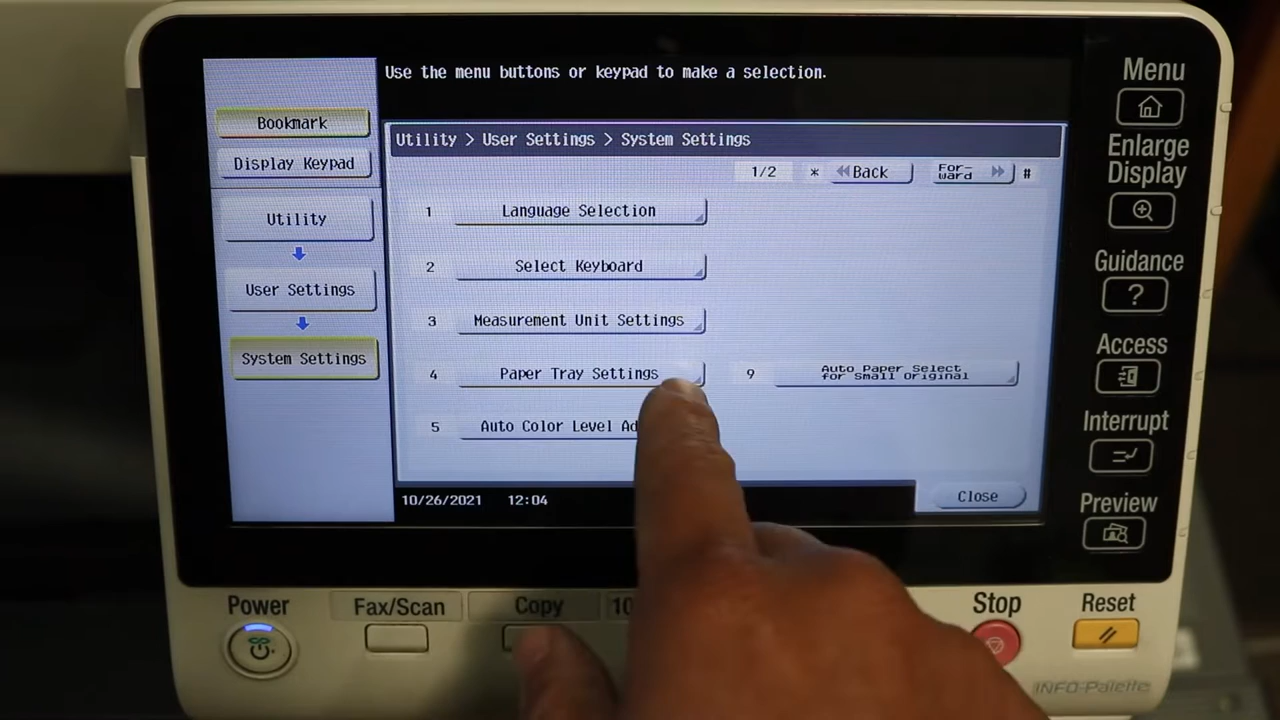 Use the menu buttons or keypad to make a selection.
Bookmark
Display Keypad
Utility
User Settings
System Settings
Utility > User Settings > System Settings
1/2 * Back For-ward #
1 Language Selection
2 Select Keyboard
3 Measurement Unit Settings
4 Paper Tray Settings
9 Auto Paper Select
for Small Original
5 Auto Color Level Ad
10/26/2021 12:04
Close
Menu
Enlarge
Display
Guidance
?
Access
Interrupt
Preview
Power
Fax/Scan
Copy
10
Stop
Reset
INFO-Palette